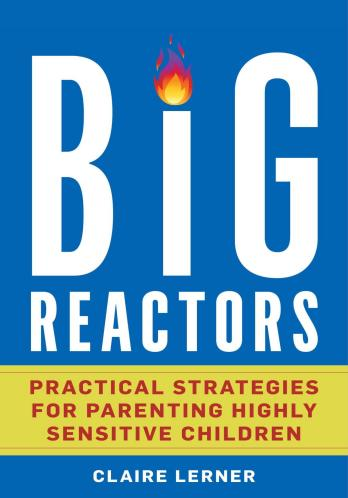 BiG
REACTORS
PRACTICAL STRATEGIES
FOR PARENTING HIGHLY
SENSITIVE CHILDREN
CLAIRE LERNER